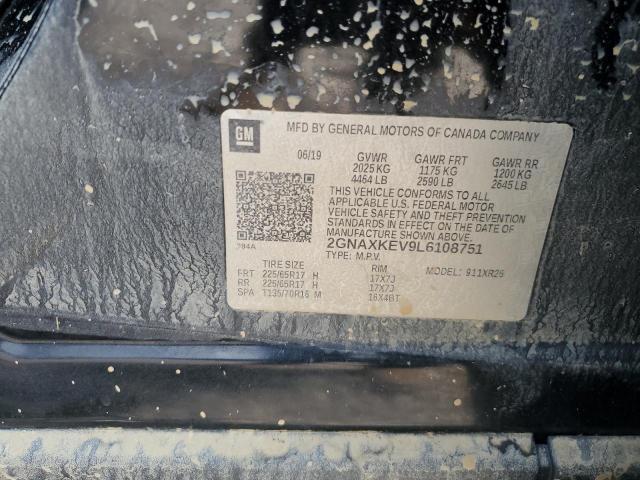 GM
MFD BY GENERAL MOTORS OF CANADA COMPANY
06/19 GVWR GAWR FRT GAWR RR
2025 KG 1175 KG 1200 KG
4464 LB 2590 LB 2645 LB
THIS VEHICLE CONFORMS TO ALL
APPLICABLE U.S. FEDERAL MOTOR
VEHICLE SAFETY AND THEFT PREVENTION
STANDARDS IN EFFECT ON THE DATE OF
MANUFACTURE SHOWN ABOVE.
784A 2GNAXKEV9L6108751
TYPE: M.P.V.
TIRE SIZE RIM MODEL: 911XR26
FRT 225/65R17 H 17X7J
RR 225/65R17 H 17X7J
SPA T135/70R16 M 16X4BT